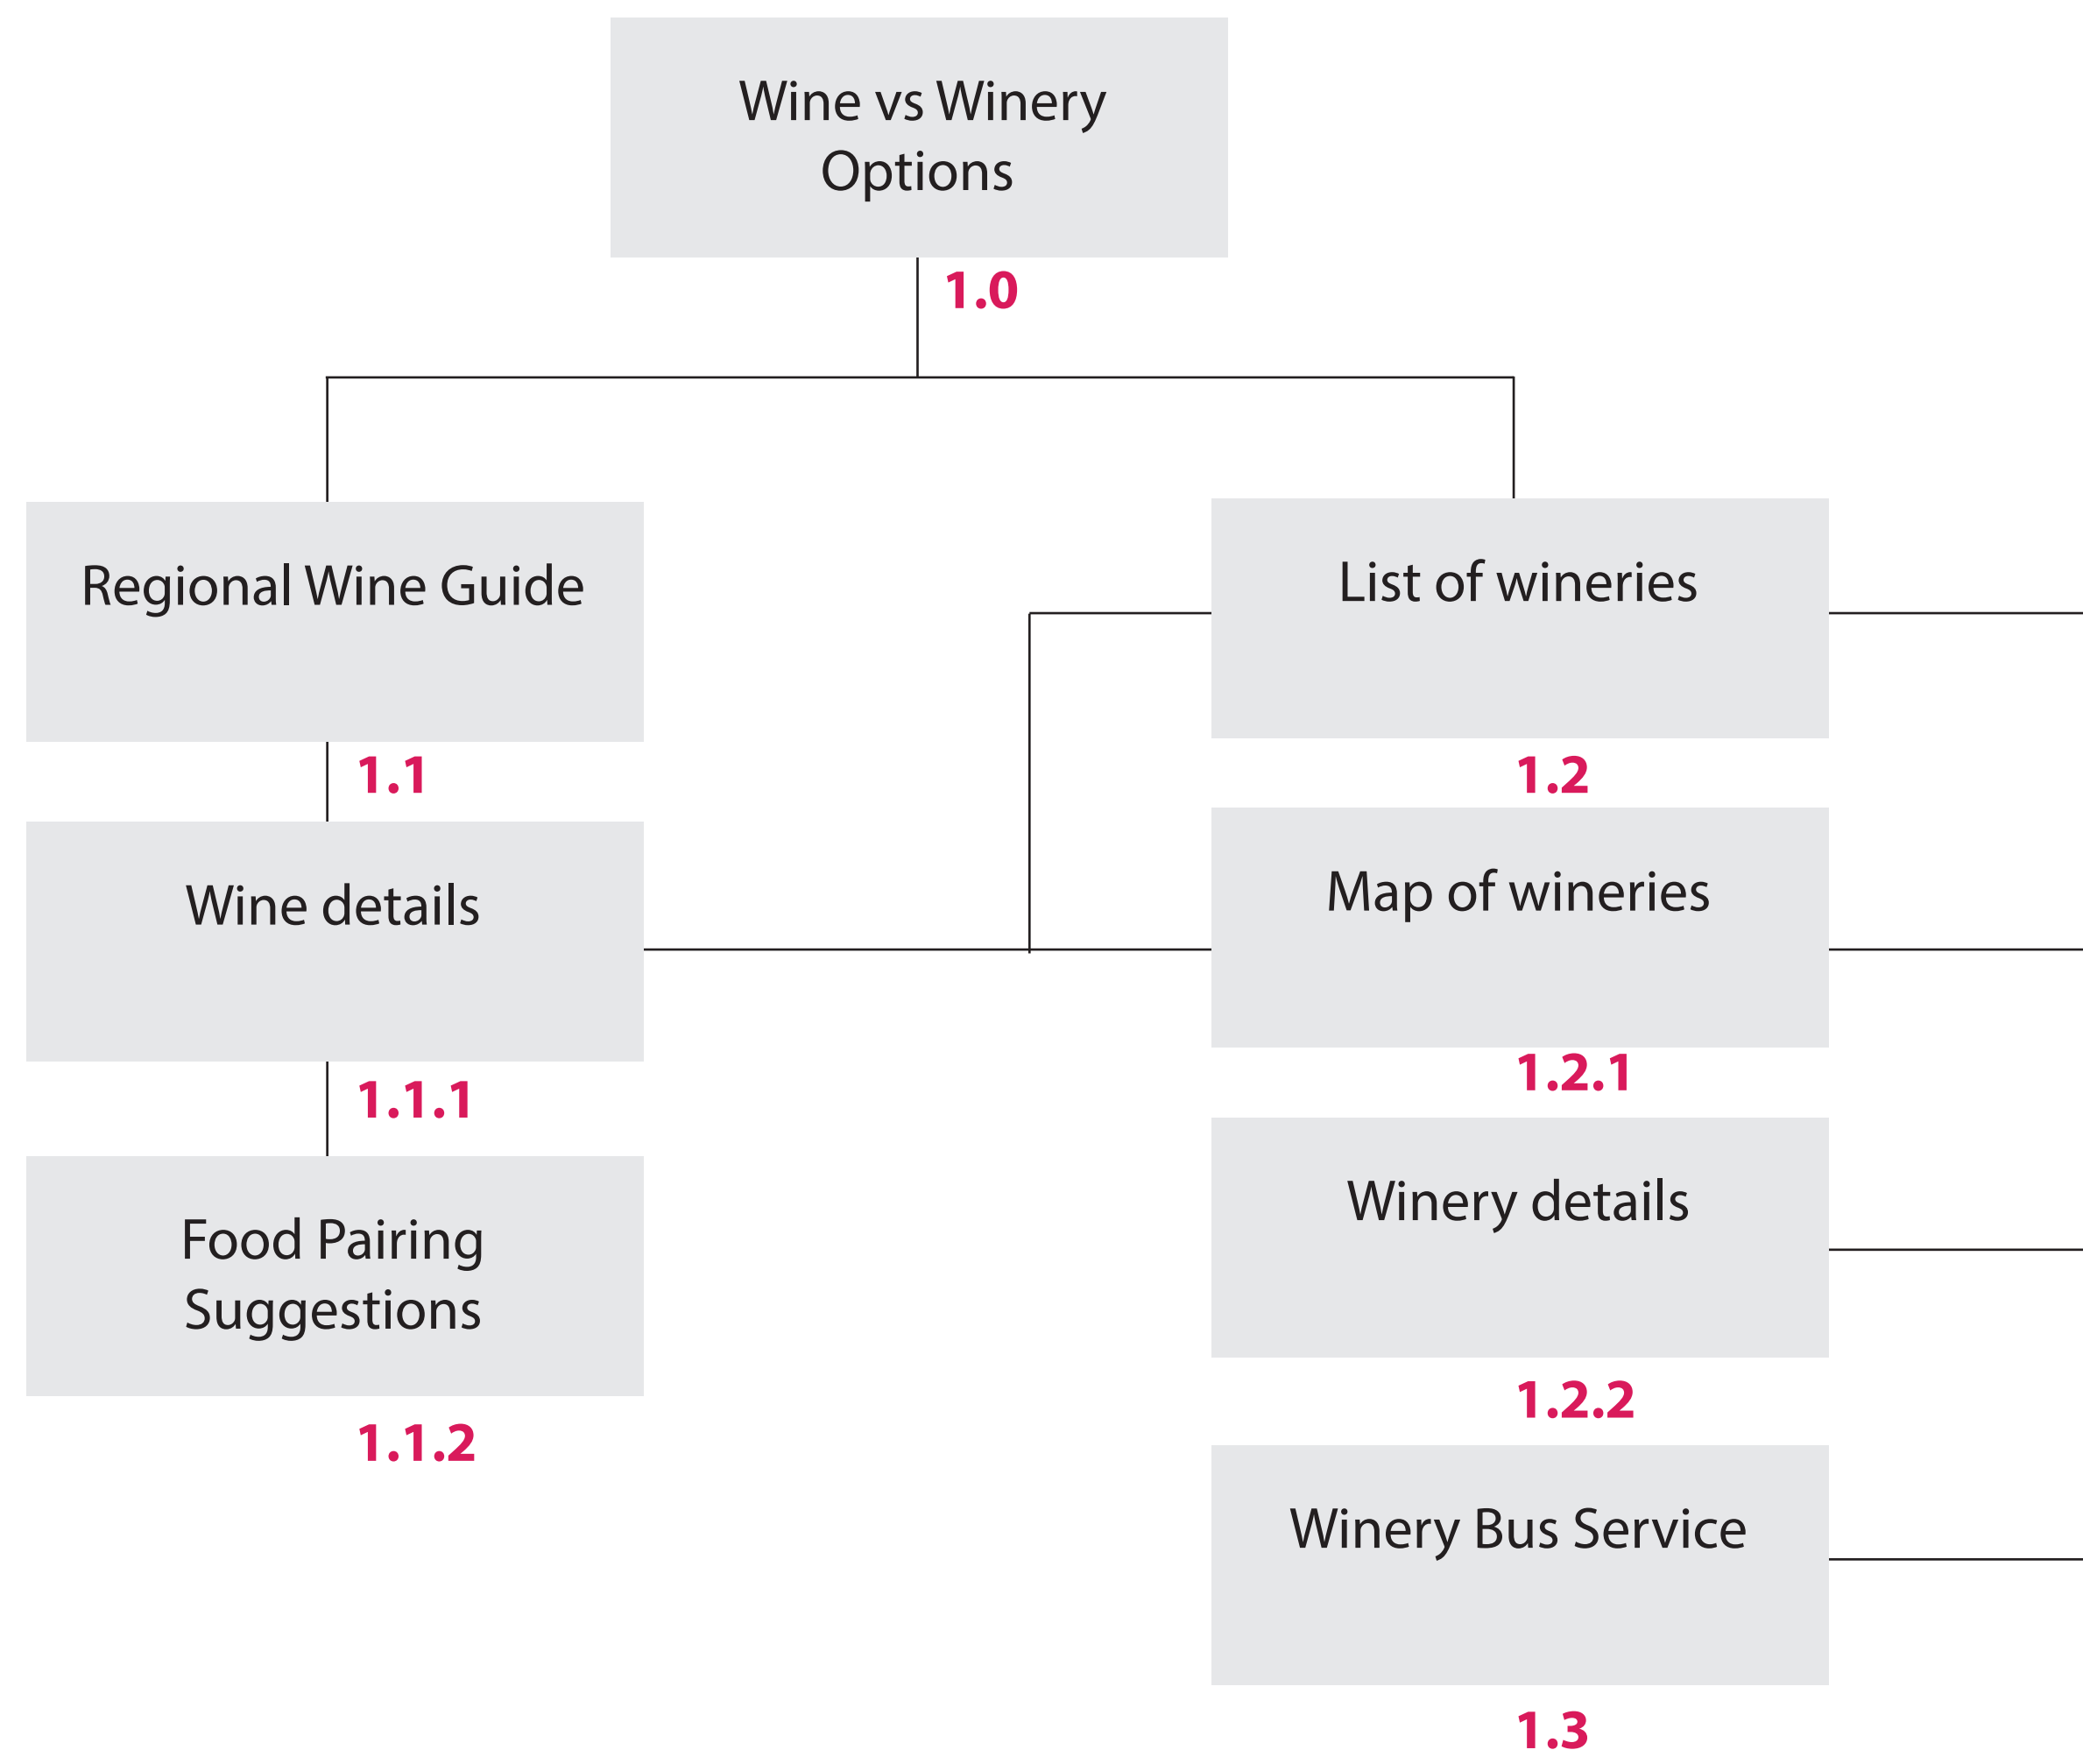 Wine vs Winery
Options
1.0
Regional Wine Guide
1.1
Wine details
1.1.1
Food Pairing
Suggestions
1.1.2
List of wineries
1.2
Map of wineries
1.2.1
Winery details
1.2.2
Winery Bus Service
1.3